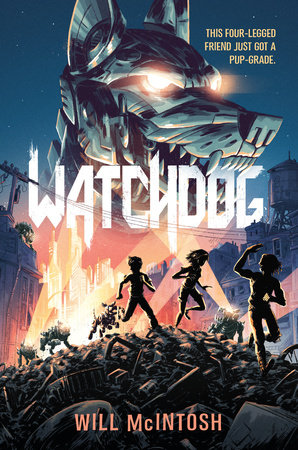 THIS FOUR-LEGGED
FRIEND JUST GOT A
PUP-GRADE.
WATCHDOG
WILL McINTOSH